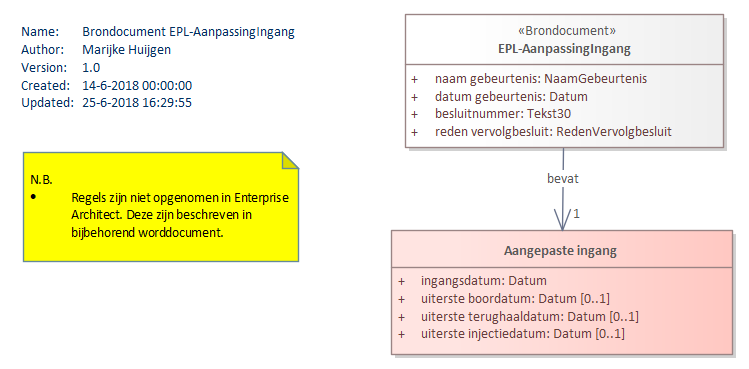 Name: Brondocument EPL-AanpassingIngang
Author: Marijke Huijgen
Version: 1.0
Created: 14-6-2018 00:00:00
Updated: 25-6-2018 16:29:55
N.B.
• Regels zijn niet opgenomen in Enterprise
Architect. Deze zijn beschreven in
bijbehorend worddocument.
«Brondocument»
EPL-AanpassingIngang
+ naam gebeurtenis: NaamGebeurtenis
+ datum gebeurtenis: Datum
+ besluitnummer: Tekst30
+ reden vervolgbesluit: RedenVervolgbesluit
bevat
1
Aangepaste ingang
+ ingangsdatum: Datum
+ uiterste boordatum: Datum [0..1]
+ uiterste terughaaldatum: Datum [0..1]
+ uiterste injectiedatum: Datum [0..1]